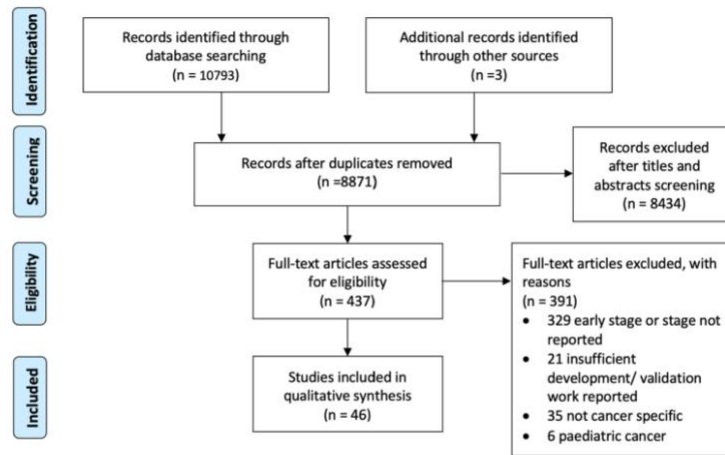 Identification
Records identified through
database searching
(n = 10793)
Additional records identified
through other sources
(n =3)
Screening
Records after duplicates removed
(n =8871)
Records excluded
after titles and
abstracts screening
(n = 8434)
Eligibility
Full-text articles assessed
for eligibility
(n = 437)
Full-text articles excluded, with
reasons
(n = 391)
• 329 early stage or stage not
reported
• 21 insufficient
development/ validation
work reported
• 35 not cancer specific
• 6 paediatric cancer
Included
Studies included in
qualitative synthesis
(n = 46)